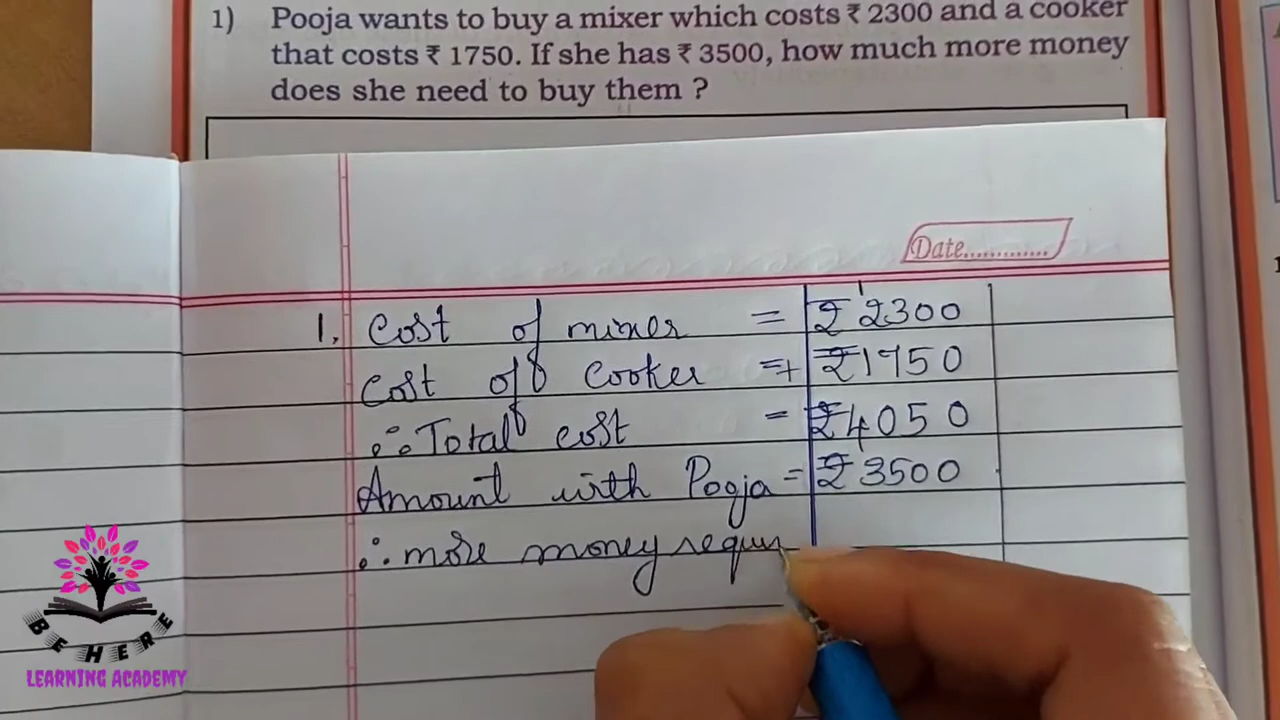 1) Pooja wants to buy a mixer which costs ₹ 2300 and a cooker
that costs ₹ 1750. If she has ₹ 3500, how much more money
does she need to buy them ?
Date.............
1. Cost of mixer = ₹ 2300
Cost of Cooker =+ ₹1750
∴ Total cost = ₹4050
Amount with Pooja = ₹ 3500
∴ more money requi
BEHERE
LEARNING ACADEMY